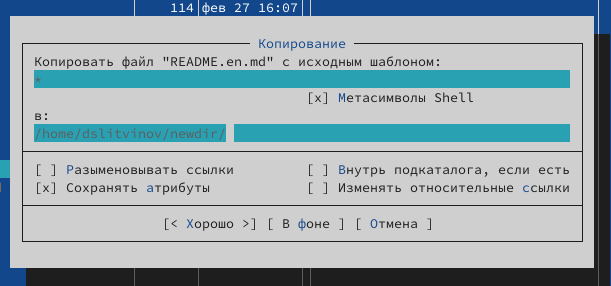 114 фев 27 16:07
Копирование
Копировать файл "README.en.md" с исходным шаблоном:
*
[x] Метасимволы Shell
в:
/home/dslitvinov/newdir/
[ ] Разыменовывать ссылки [ ] Внутрь подкаталога, если есть
[x] Сохранять атрибуты [ ] Изменять относительные ссылки
[< Хорошо >] [ В фоне ] [ Отмена ]